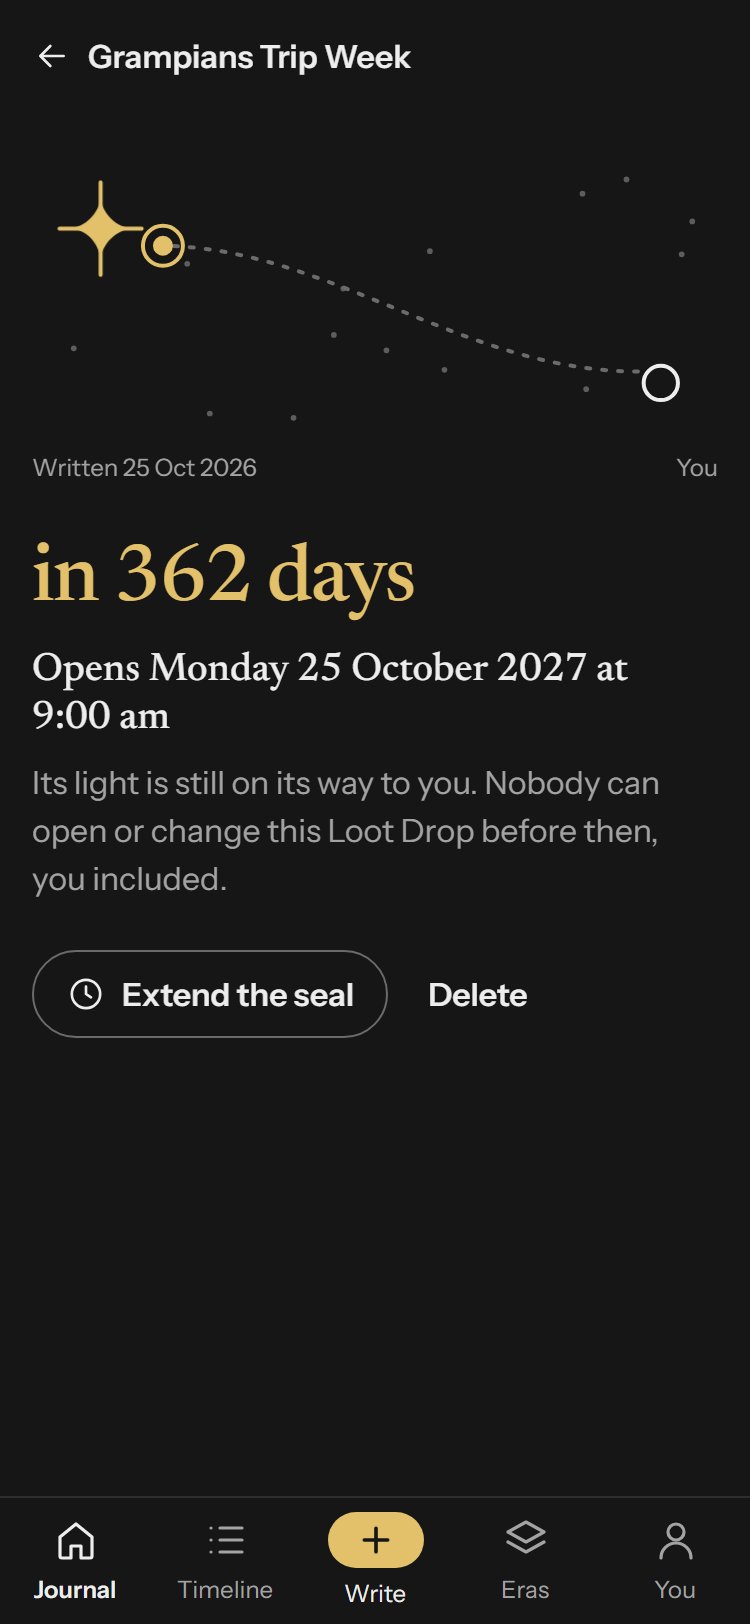 Grampians Trip Week
Written 25 Oct 2026
You
in 362 days
Opens Monday 25 October 2027 at
9:00 am
Its light is still on its way to you. Nobody can
open or change this Loot Drop before then,
you included.
Extend the seal
Delete
Journal
Timeline
Write
Eras
You